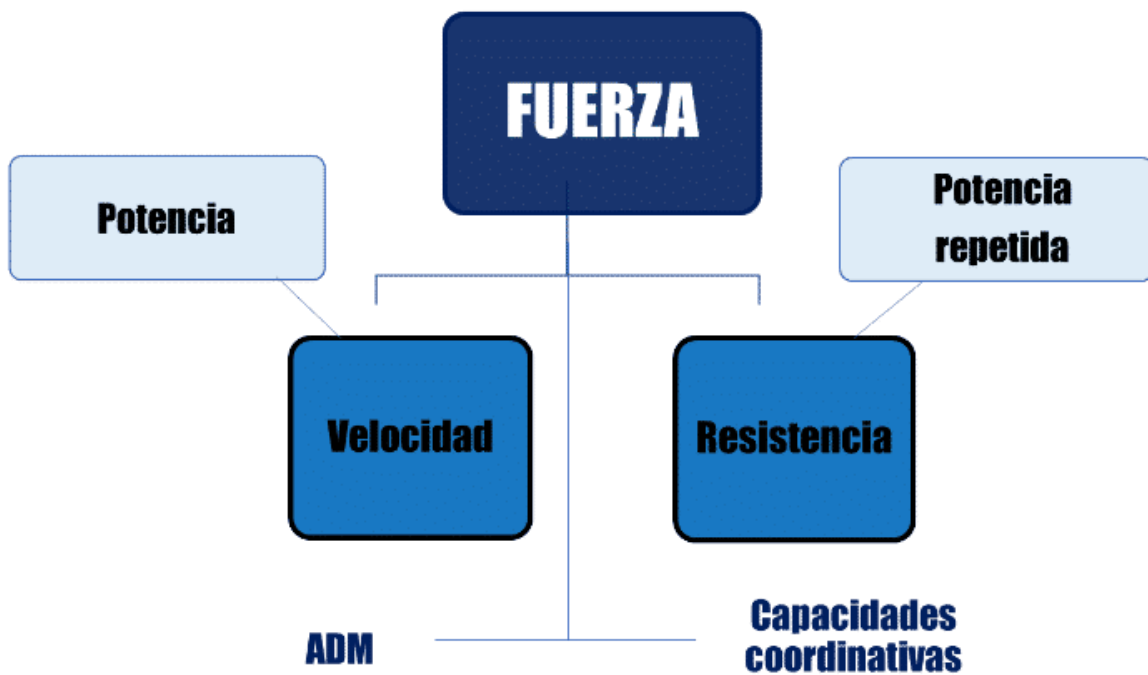 FUERZA
Potencia
Potencia
repetida
Velocidad
Resistencia
ADM
Capacidades
coordinativas